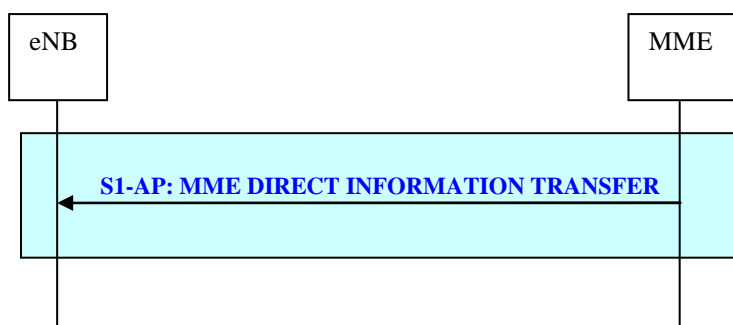 eNB
MME
S1-AP: MME DIRECT INFORMATION TRANSFER